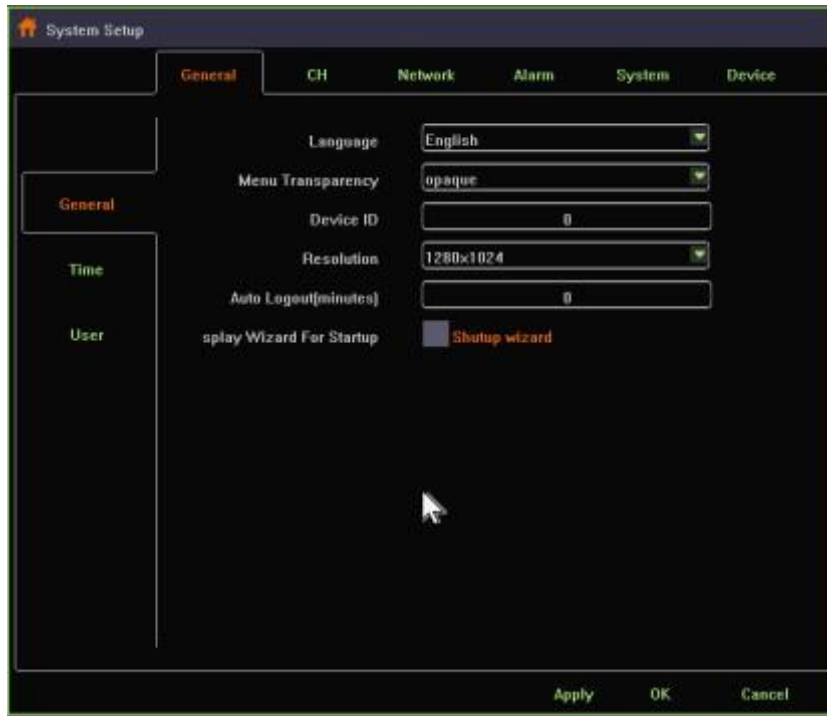 System Setup
General CH Network Alarm System Device
Language English
Menu Transparency opaque
General
Device ID 0
Resolution 1280x1024
Time
Auto Logout(minutes) 0
User
splay Wizard For Startup Shutup wizard
Apply OK Cancel